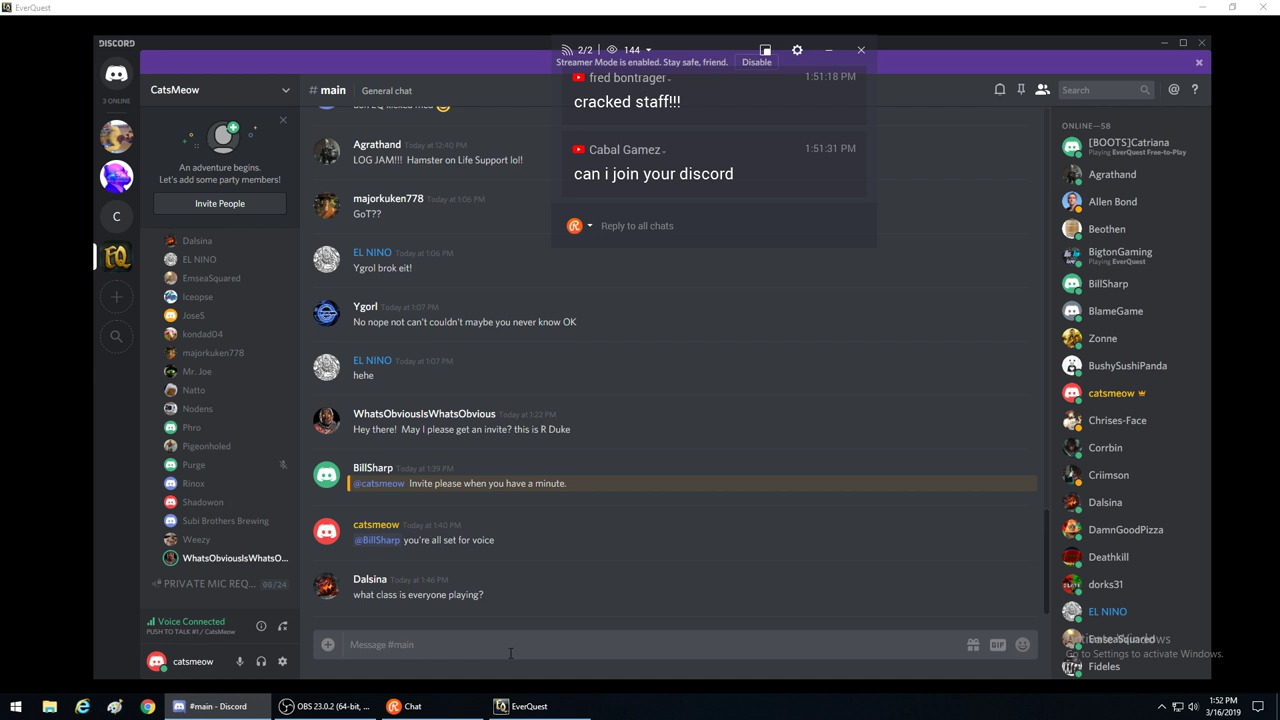 EverQuest
DISCORD
2/2 | 144
Streamer Mode is enabled. Stay safe, friend. Disable
3 ONLINE
C
CatsMeow
An adventure begins.
Let's add some party members!
Invite People
Dalsina
EL NINO
EmseaSquared
Iceopse
JoseS
kondad04
majorkuken778
Mr. Joe
Natto
Nodens
Phro
Pigeonholed
Purge
Rinox
Shadowon
Subi Brothers Brewing
Weezy
WhatsObviousIsWhatsO...
PRIVATE MIC REQ... 00/24
Voice Connected
PUSH TO TALK #1 / CatsMeow
catsmeow
# main General chat
Search
fred bontrager 1:51:18 PM
cracked staff!!!
Cabal Gamez 1:51:31 PM
can i join your discord
Reply to all chats
Agrathand Today at 12:40 PM
LOG JAM!!! Hamster on Life Support lol!
majorkuken778 Today at 1:06 PM
GoT??
EL NINO Today at 1:06 PM
Ygrol brok eit!
Ygorl Today at 1:07 PM
No nope not can't couldn't maybe you never know OK
EL NINO Today at 1:07 PM
hehe
WhatsObviousIsWhatsObvious Today at 1:22 PM
Hey there! May I please get an invite? this is R Duke
BillSharp Today at 1:39 PM
@catsmeow Invite please when you have a minute.
catsmeow Today at 1:40 PM
@BillSharp you're all set for voice
Dalsina Today at 1:46 PM
what class is everyone playing?
Message #main
GIF
ONLINE—58
[BOOTS]Catriana
Playing EverQuest Free-to-Play
Agrathand
Allen Bond
Beothen
BigtonGaming
Playing EverQuest
BillSharp
BlameGame
Zonne
BushySushiPanda
catsmeow
Chrises-Face
Corrbin
Criimson
Dalsina
DamnGoodPizza
Deathkill
dorks31
EL NINO
EmseaSquared
Fideles
Go to Settings to activate Windows.
#main - Discord
OBS 23.0.2 (64-bit, ...
Chat
EverQuest
1:52 PM
3/16/2019